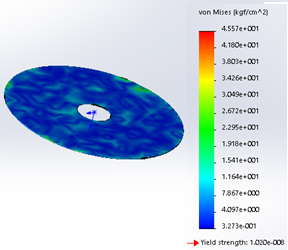 von Mises (kgf/cm^2)
4.557e+001
4.180e+001
3.803e+001
3.426e+001
3.049e+001
2.672e+001
2.295e+001
1.918e+001
1.541e+001
1.164e+001
7.867e+000
4.097e+000
3.273e-001
Yield strength: 1.020e-008